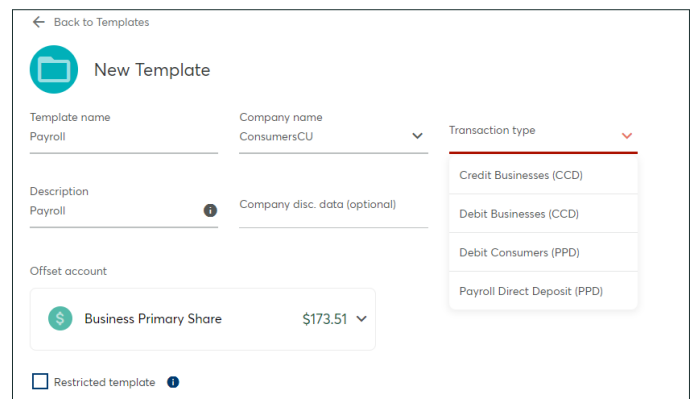 Back to Templates
New Template
Template name
Payroll
Company name
ConsumersCU
Transaction type
Credit Businesses (CCD)
Debit Businesses (CCD)
Debit Consumers (PPD)
Payroll Direct Deposit (PPD)
Description
Payroll
Company disc. data (optional)
Offset account
$ Business Primary Share $173.51
Restricted template